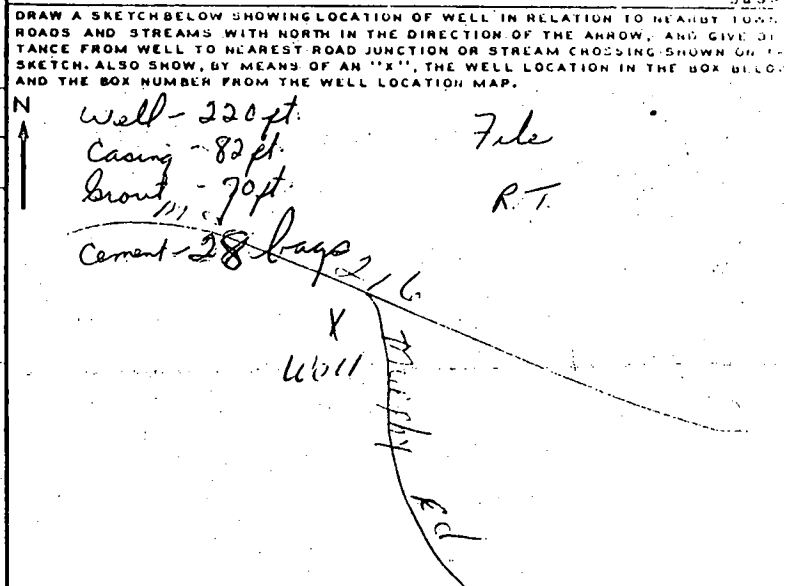 DRAW A SKETCH BELOW SHOWING LOCATION OF WELL IN RELATION TO NEARBY
ROADS AND STREAMS WITH NORTH IN THE DIRECTION OF THE ARROW, AND GIVE
TANCE FROM WELL TO NEAREST ROAD JUNCTION OR STREAM CROSSING SHOWN ON
SKETCH. ALSO SHOW, BY MEANS OF AN "X", THE WELL LOCATION IN THE BOX
AND THE BOX NUMBER FROM THE WELL LOCATION MAP.
N
Well - 220 ft.
File
Casing - 82 ft.
Grout - 70 ft.
R.T.
Cement - 28 bags
216
X
Well
Murphy Rd